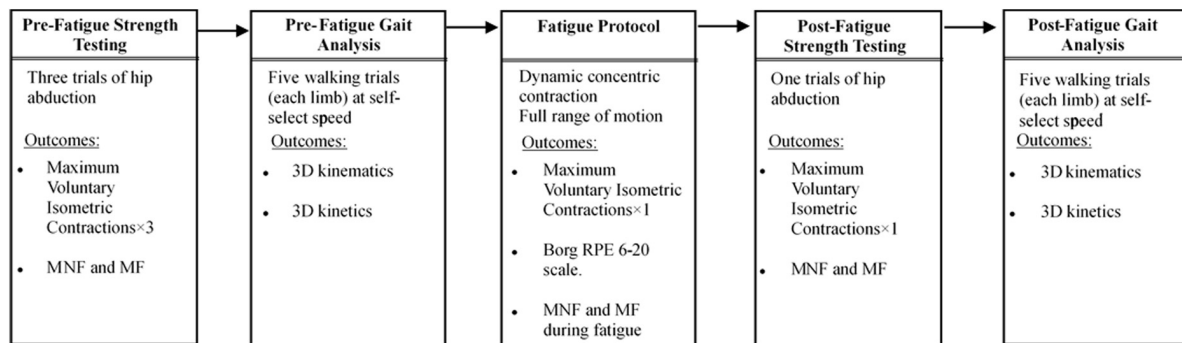 Pre-Fatigue Strength
Testing
Three trials of hip
abduction
Outcomes:
• Maximum
Voluntary
Isometric
Contractions×3
• MNF and MF
Pre-Fatigue Gait
Analysis
Five walking trials
(each limb) at self-
select speed
Outcomes:
• 3D kinematics
• 3D kinetics
Fatigue Protocol
Dynamic concentric
contraction
Full range of motion
Outcomes:
• Maximum
Voluntary Isometric
Contractions×1
• Borg RPE 6-20
scale.
• MNF and MF
during fatigue
Post-Fatigue
Strength Testing
One trials of hip
abduction
Outcomes:
• Maximum
Voluntary
Isometric
Contractions×1
• MNF and MF
Post-Fatigue Gait
Analysis
Five walking trials
(each limb) at self-
select speed
Outcomes:
• 3D kinematics
• 3D kinetics